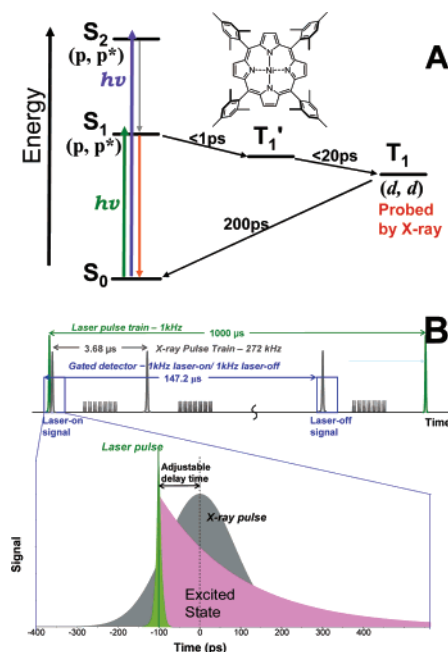 A
Energy
S2
(p, p*)
hν
S1
(p, p*)
hν
S0
<1ps
T1'
<20ps
T1
(d, d)
Probed
by X-ray
200ps
N
N
Ni
N
N
B
Laser pulse train – 1kHz
1000 µs
3.68 µs
X-ray Pulse Train – 272 kHz
Gated detector – 1kHz laser-on/ 1kHz laser-off
147.2 µs
Time
Laser-on
signal
Laser-off
signal
Laser pulse
Adjustable
delay time
X-ray pulse
Signal
Excited
State
-400 -300 -200 -100 0 100 200 300 400
Time (ps)